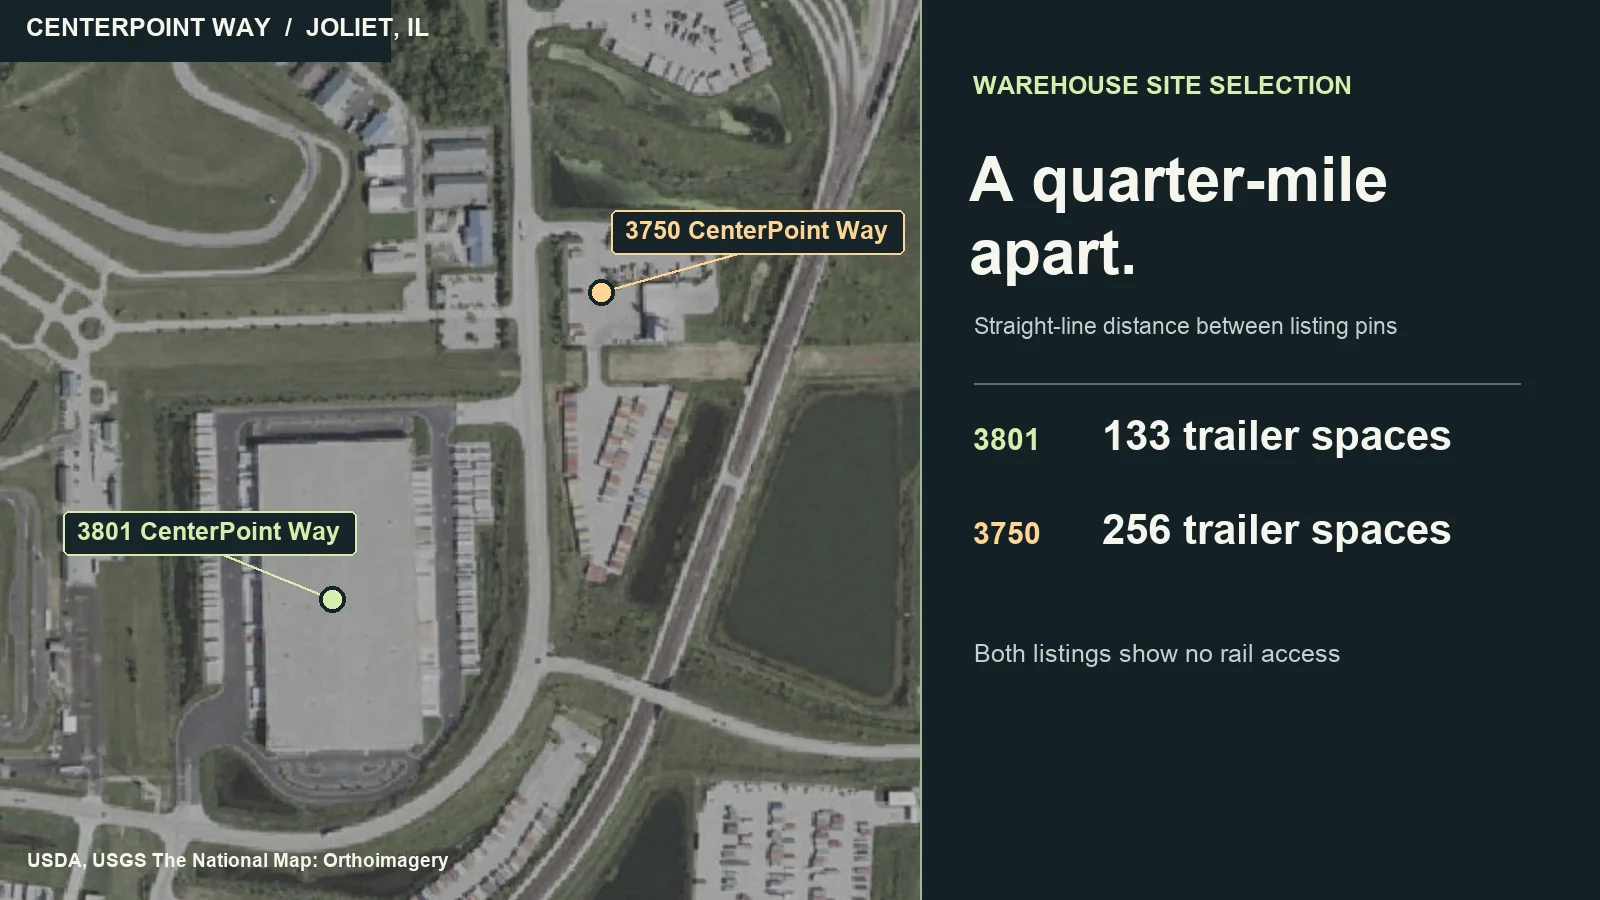 CENTERPOINT WAY / JOLIET, IL
3750 CenterPoint Way
3801 CenterPoint Way
USDA, USGS The National Map: Orthoimagery
WAREHOUSE SITE SELECTION
A quarter-mile
apart.
Straight-line distance between listing pins
3801 133 trailer spaces
3750 256 trailer spaces
Both listings show no rail access